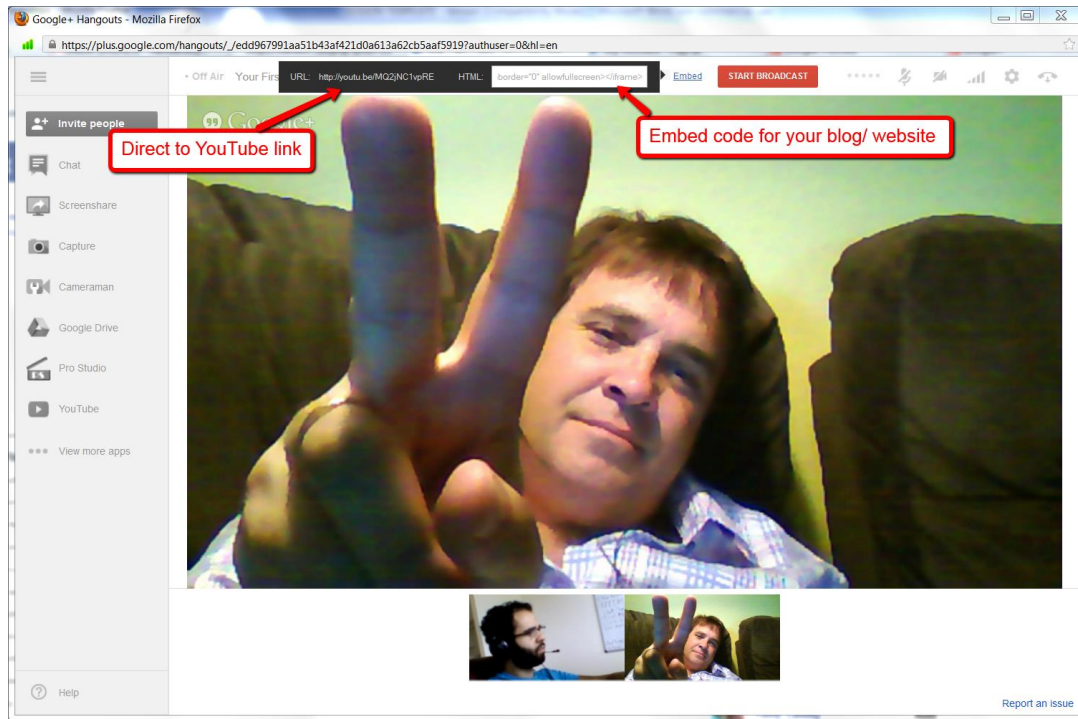 Google+ Hangouts - Mozilla Firefox
https://plus.google.com/hangouts/_/edd967991aa51b43af421d0a613a62cb5aaf5919?authuser=0&hl=en
• Off Air Your Firs URL: http://youtu.be/MQ2jNC1vpRE HTML: border="0" allowfullscreen></iframe> Embed START BROADCAST
Invite people
Google+
Direct to YouTube link
Embed code for your blog/ website
Chat
Screenshare
Capture
Cameraman
Google Drive
Pro Studio
YouTube
View more apps
Help
Report an issue